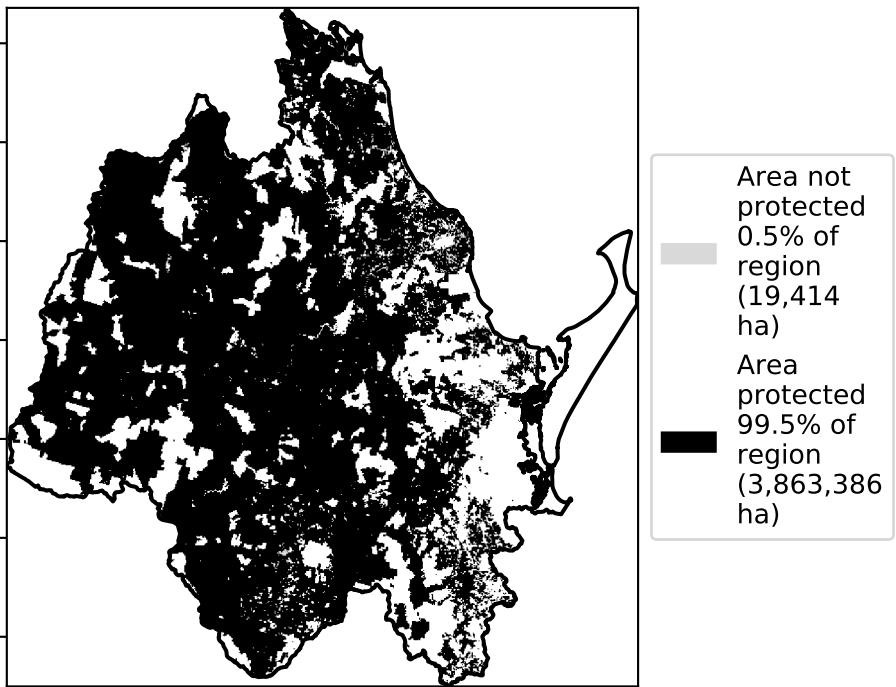 Area not
protected
0.5% of
region
(19,414
ha)
Area
protected
99.5% of
region
(3,863,386
ha)